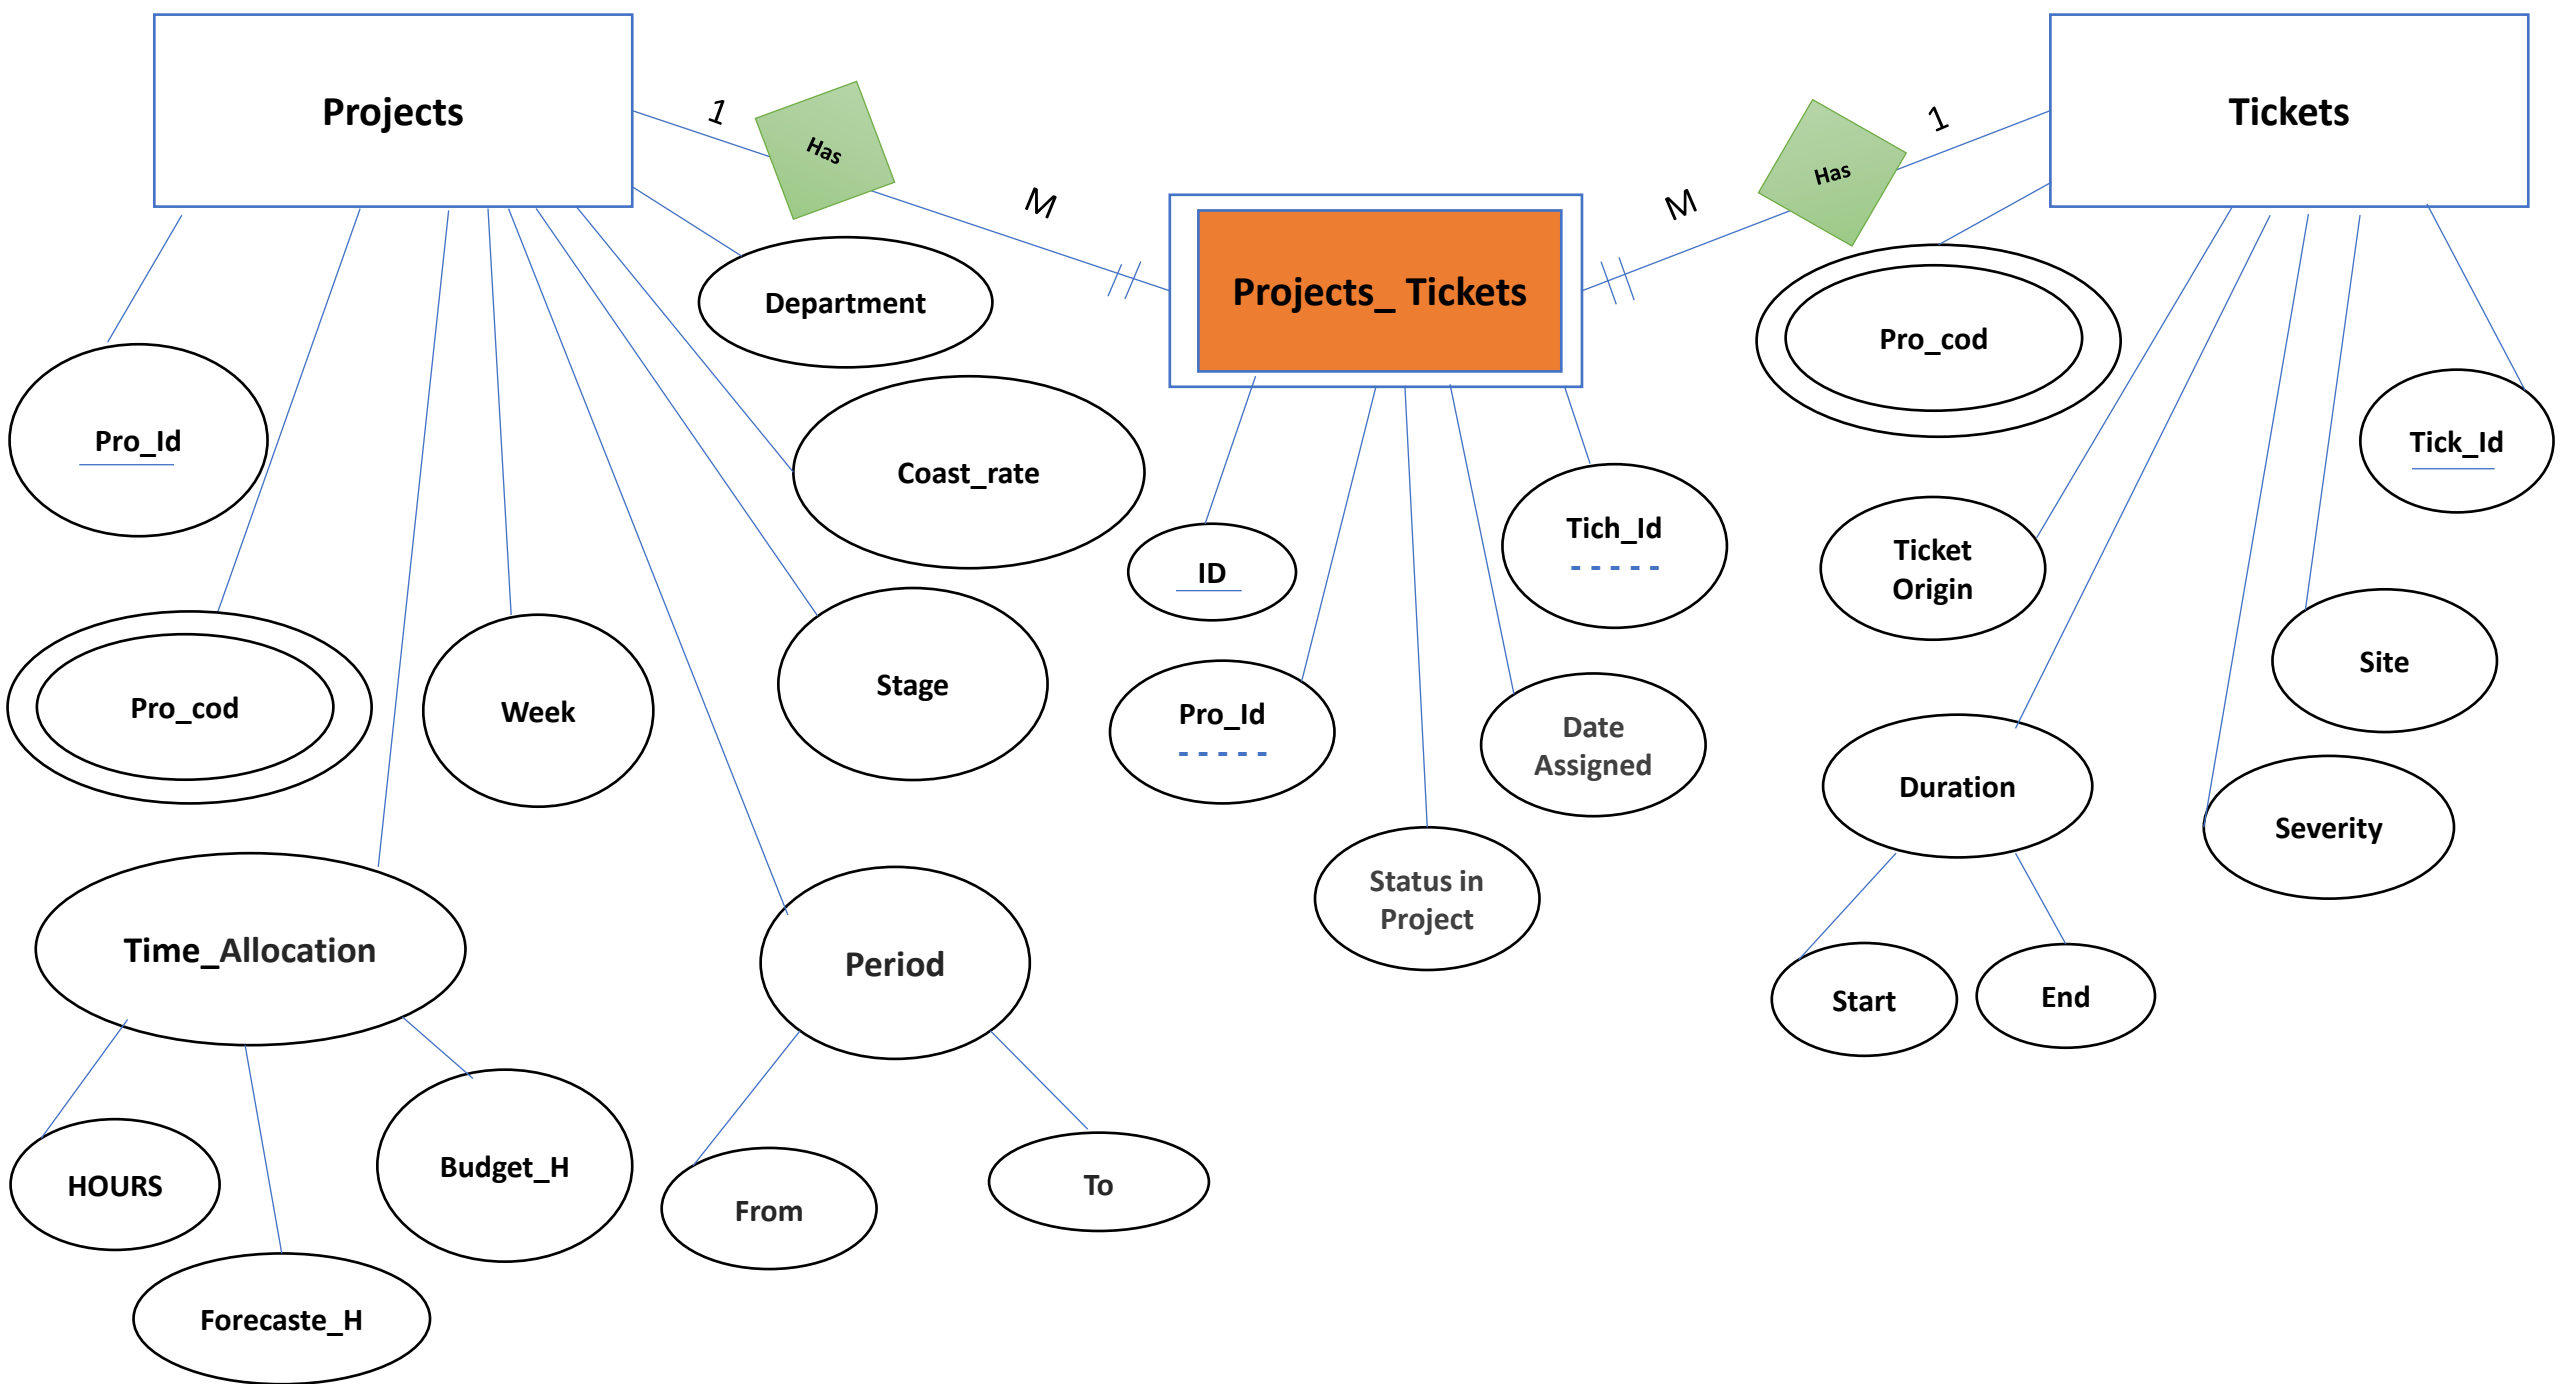 Projects
1
Has
M
Projects_ Tickets
M
Has
1
Tickets
Department
Pro_cod
Pro_Id
Coast_rate
Tich_Id
Tick_Id
ID
Ticket
Origin
Pro_cod
Week
Stage
Pro_Id
Date
Assigned
Site
Duration
Severity
Time_Allocation
Period
Status in
Project
Start
End
HOURS
Budget_H
From
To
Forecaste_H